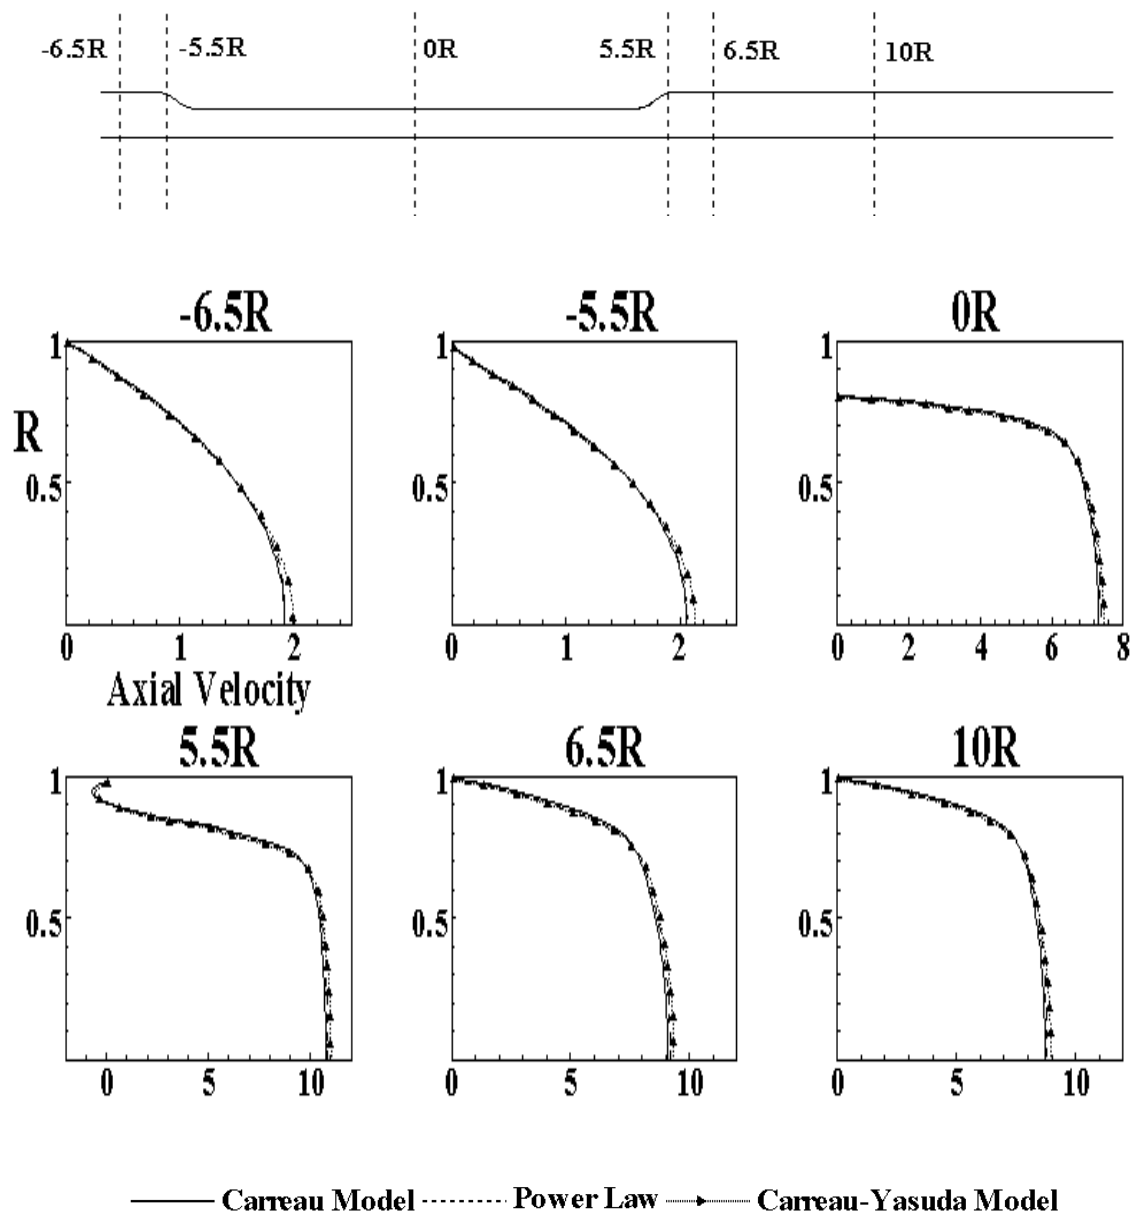 -6.5R -5.5R 0R 5.5R 6.5R 10R
-6.5R -5.5R 0R
1 1 1
R
0.5 0.5 0.5
0 1 2 0 1 2 0 2 4 6 8
Axial Velocity
5.5R 6.5R 10R
1 1 1
0.5 0.5 0.5
0 5 10 0 5 10 0 5 10
Carreau Model Power Law Carreau-Yasuda Model